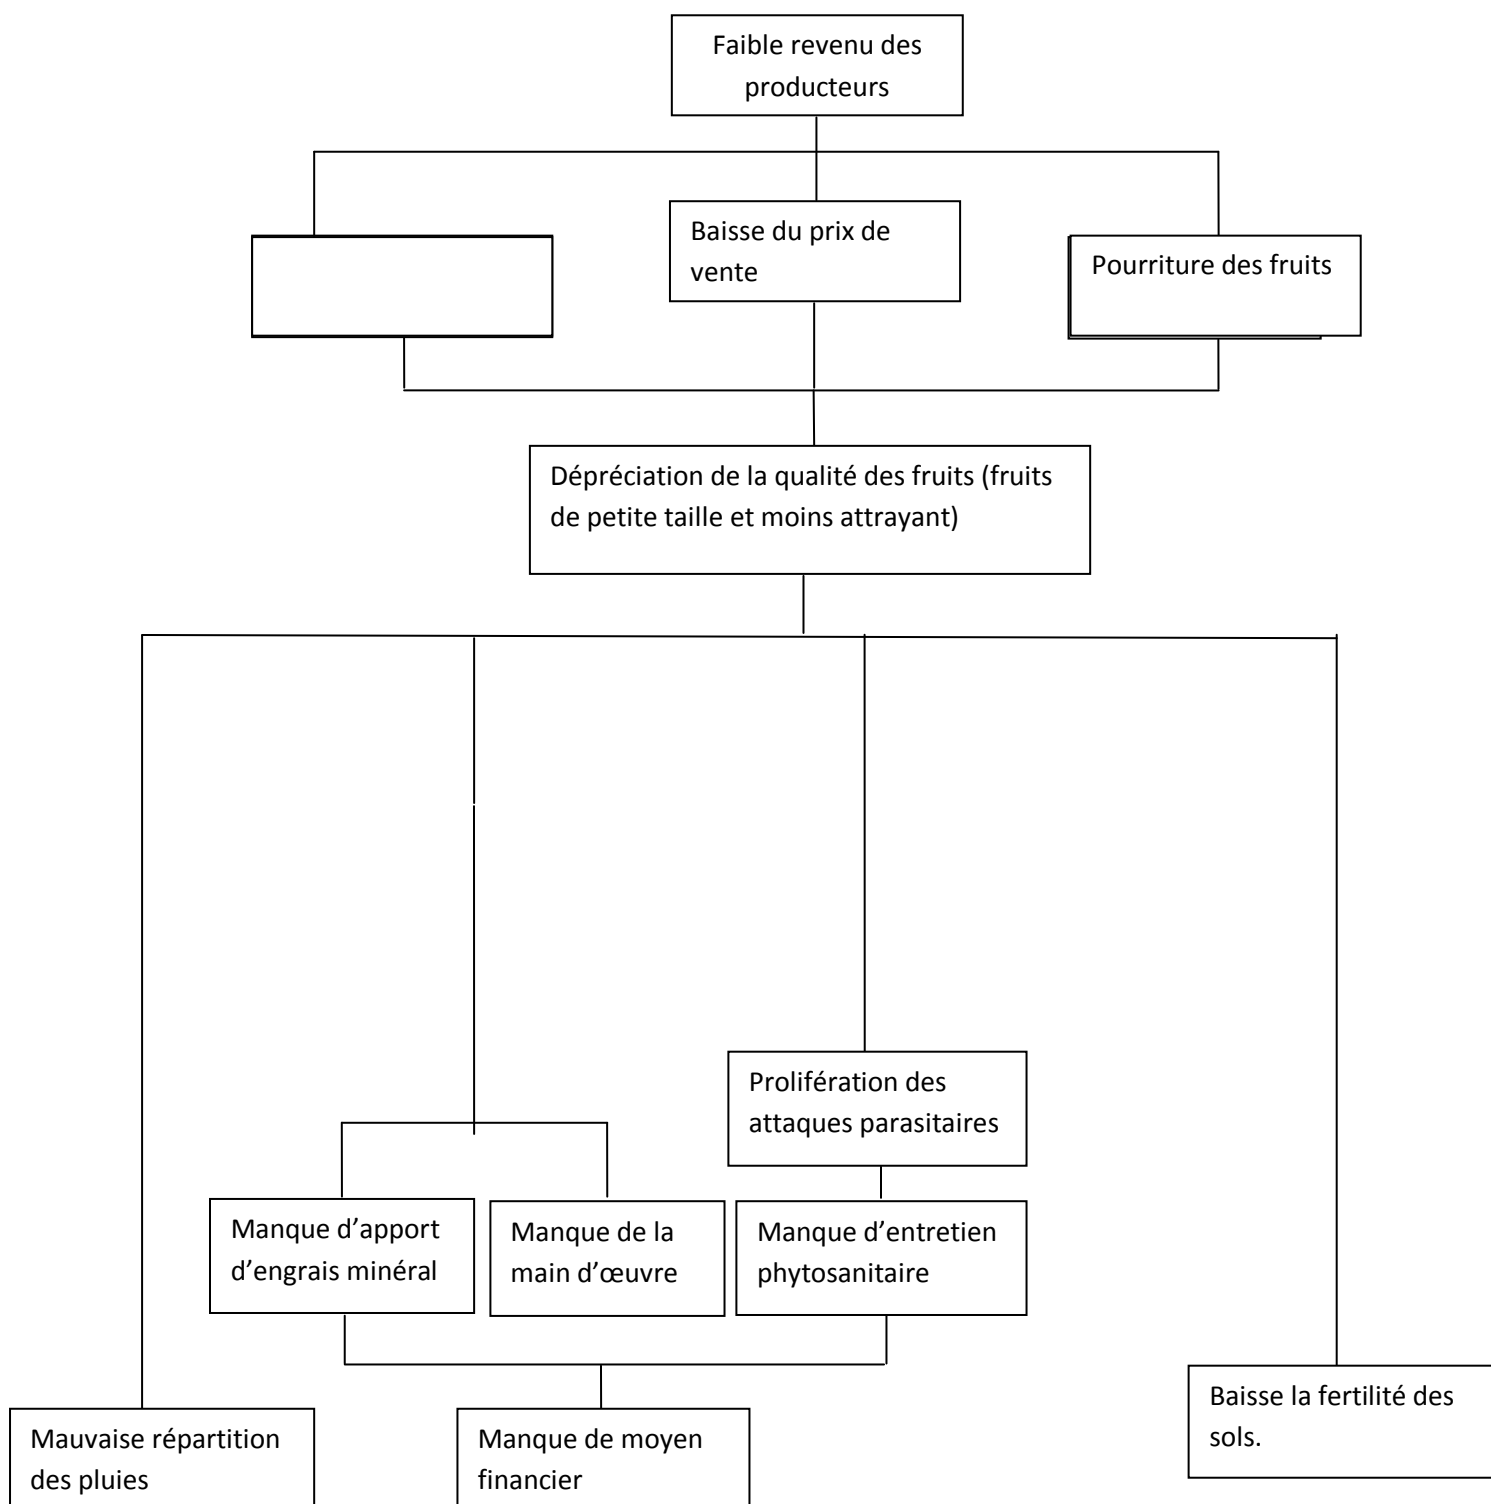 Faible revenu des
producteurs
Baisse du prix de
vente
Pourriture des fruits
Dépréciation de la qualité des fruits (fruits
de petite taille et moins attrayant)
Prolifération des
attaques parasitaires
Manque d’apport
d’engrais minéral
Manque de la
main d’œuvre
Manque d’entretien
phytosanitaire
Baisse la fertilité des
sols.
Mauvaise répartition
des pluies
Manque de moyen
financier